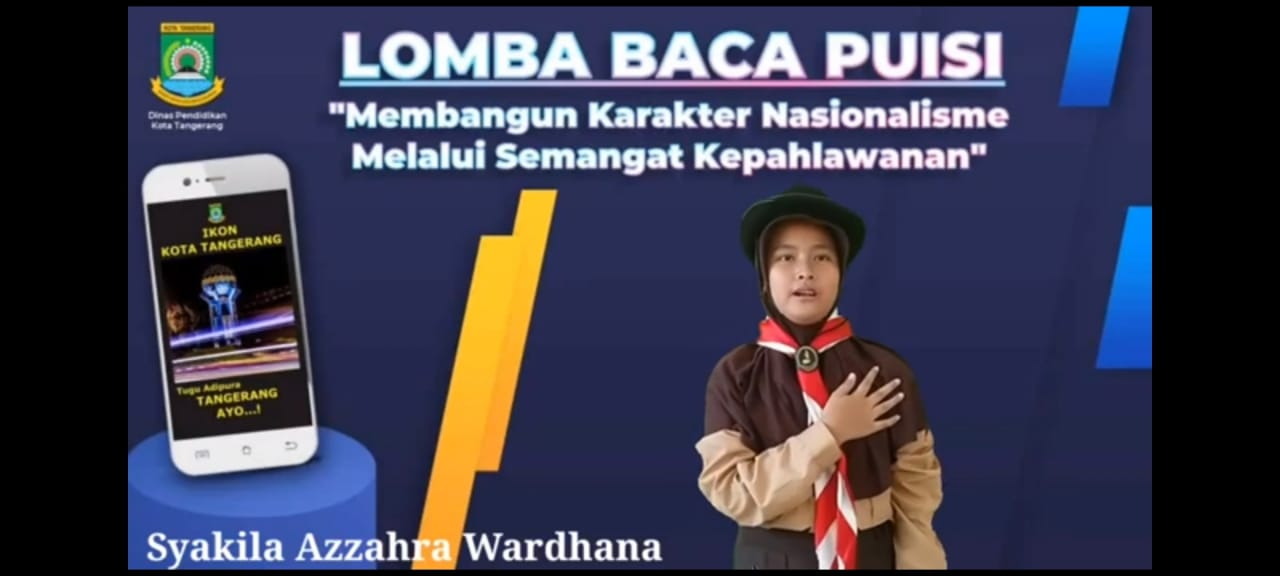 KOTA TANGERANG
Dinas Pendidikan
Kota Tangerang
LOMBA BACA PUISI
"Membangun Karakter Nasionalisme
Melalui Semangat Kepahlawanan"
IKON
KOTA TANGERANG
Tugu Adipura
TANGERANG
AYO...!
Syakila Azzahra Wardhana